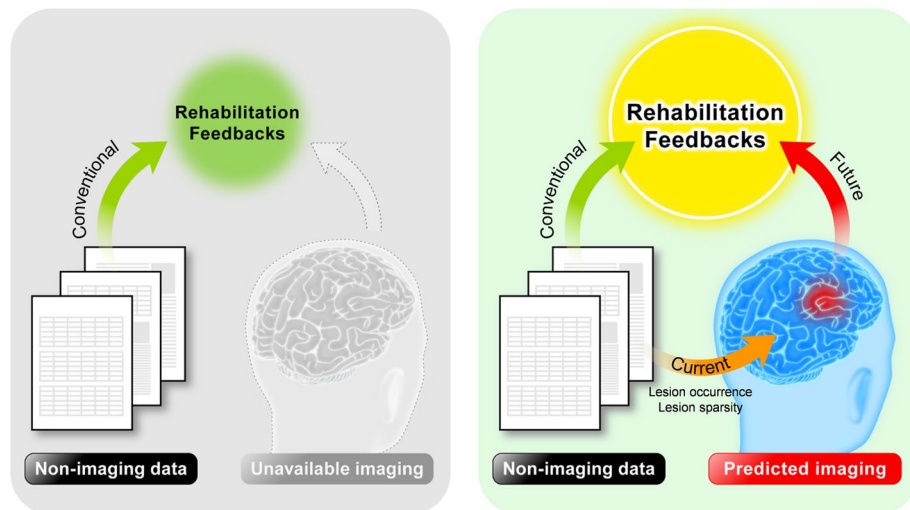 Rehabilitation
Feedbacks
Conventional
Non-imaging data
Unavailable imaging
Rehabilitation
Feedbacks
Conventional
Future
Current
Lesion occurrence
Lesion sparsity
Non-imaging data
Predicted imaging